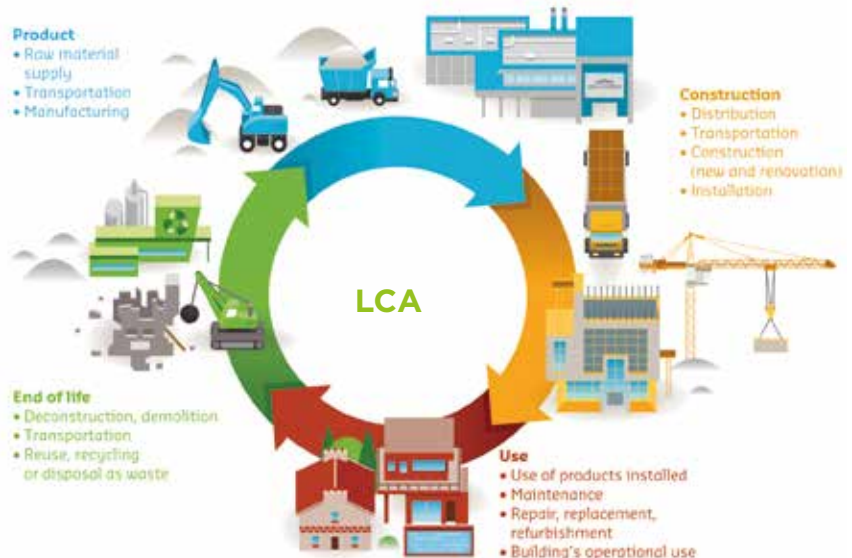 Product
• Raw material
supply
• Transportation
• Manufacturing
Construction
• Distribution
• Transportation
• Construction
(new and renovation)
• Installation
LCA
End of life
• Deconstruction, demolition
• Transportation
• Reuse, recycling
or disposal as waste
Use
• Use of products installed
• Maintenance
• Repair, replacement,
refurbishment
• Building's operational use